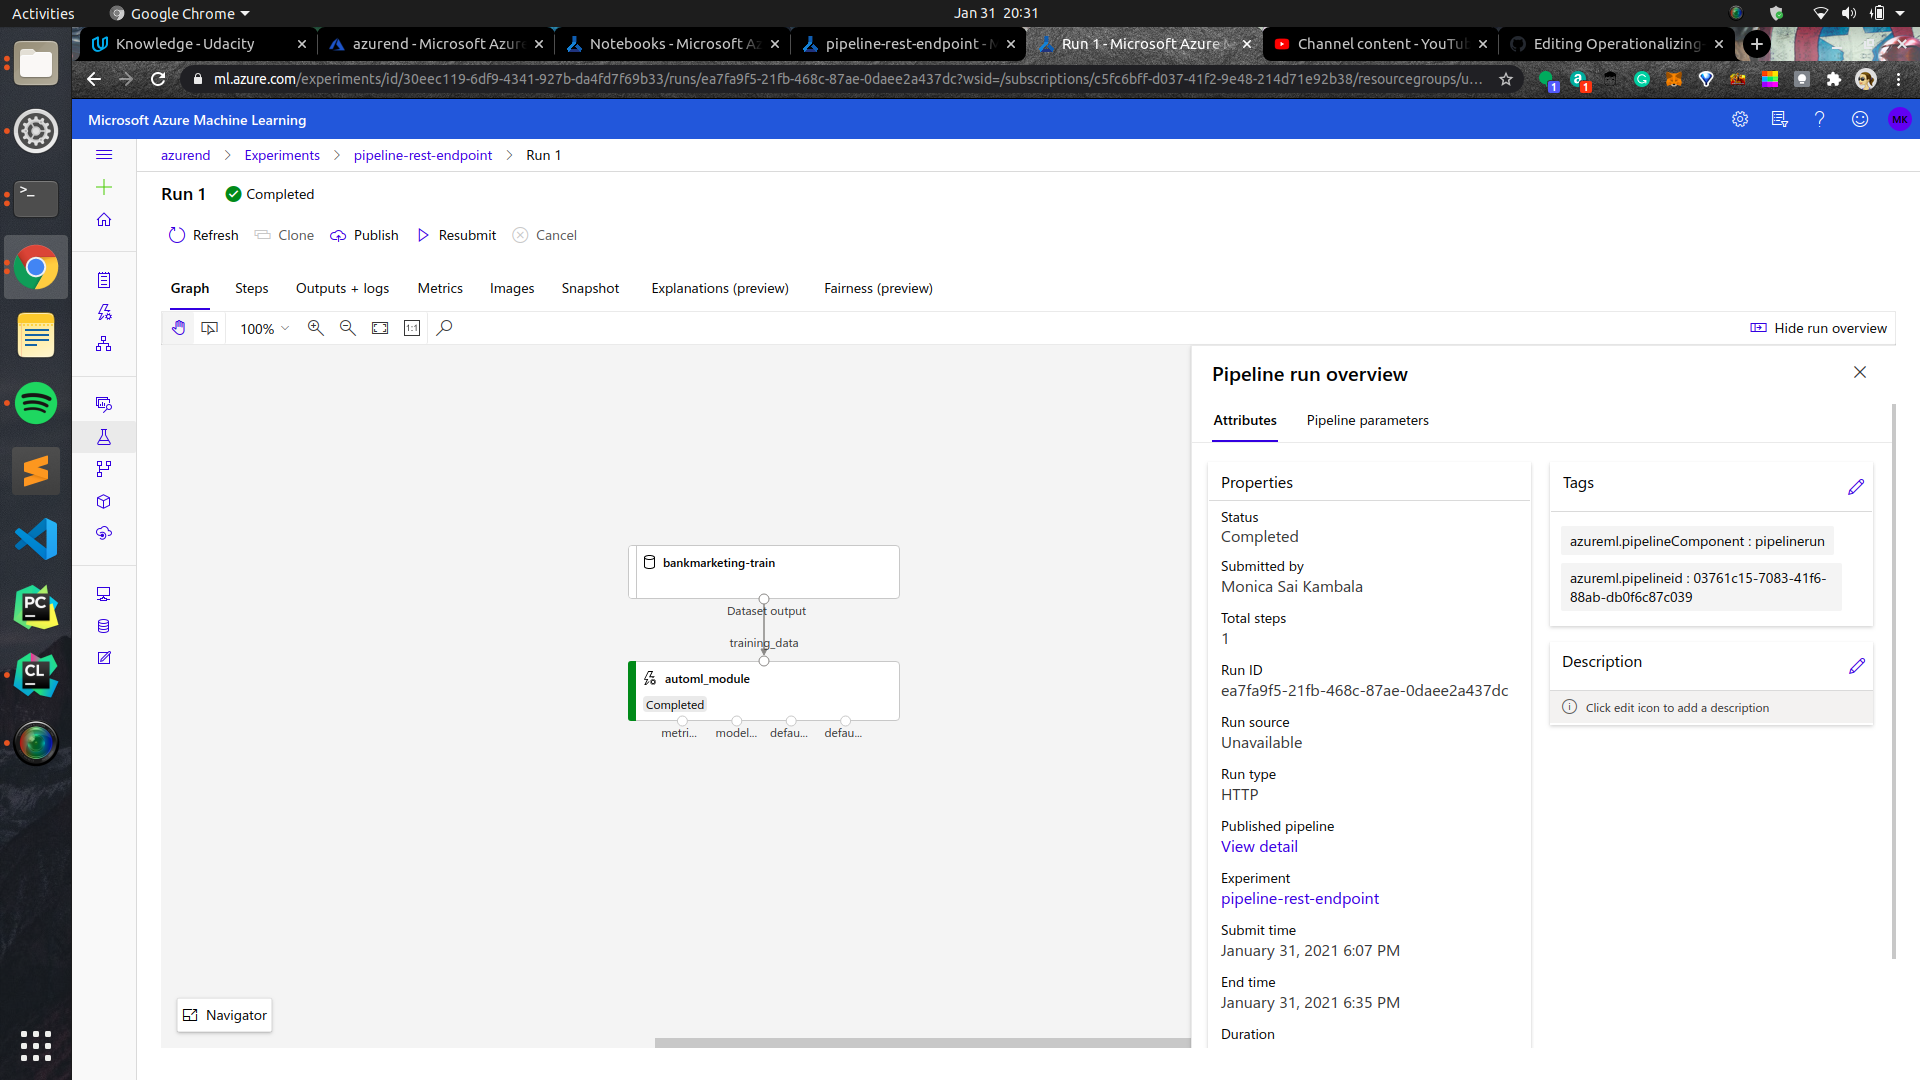 Activities
Google Chrome
Jan 31 20:31
Knowledge - Udacity
azurend - Microsoft Azure
Notebooks - Microsoft A
pipeline-rest-endpoint - M
Run 1 - Microsoft Azure M
Channel content - YouTub
Editing Operationalizing
ml.azure.com/experiments/id/30eec119-6df9-4341-927b-da4fd7f69b33/runs/ea7fa9f5-21fb-468c-87ae-0daee2a437dc?wsid=/subscriptions/c5fc6bff-d037-41f2-9e48-214d71e92b38/resourcegroups/u...
1
1
Microsoft Azure Machine Learning
MK
azurend > Experiments > pipeline-rest-endpoint > Run 1
Run 1 Completed
Refresh Clone Publish Resubmit Cancel
Graph Steps Outputs + logs Metrics Images Snapshot Explanations (preview) Fairness (preview)
100% 1:1 Hide run overview
Pipeline run overview
Attributes Pipeline parameters
Properties
Status
Completed
Submitted by
Monica Sai Kambala
Total steps
1
Run ID
ea7fa9f5-21fb-468c-87ae-0daee2a437dc
Run source
Unavailable
Run type
HTTP
Published pipeline
View detail
Experiment
pipeline-rest-endpoint
Submit time
January 31, 2021 6:07 PM
End time
January 31, 2021 6:35 PM
Duration
Tags
azureml.pipelineComponent : pipelinerun
azureml.pipelineid : 03761c15-7083-41f6-
88ab-db0f6c87c039
Description
Click edit icon to add a description
bankmarketing-train
Dataset output
training_data
automl_module
Completed
metri... model... defau... defau...
Navigator
PC
CL